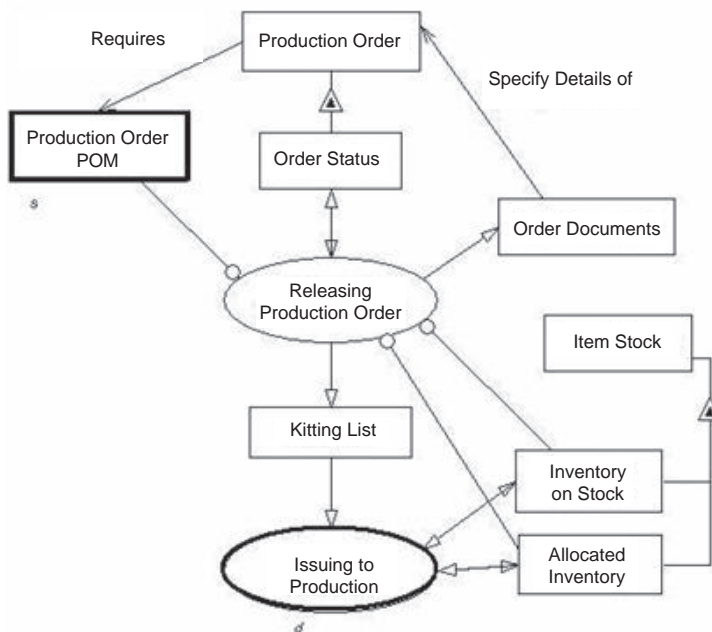 Requires
Production Order
Specify Details of
Production Order
POM
s
Order Status
Order Documents
Releasing
Production Order
Item Stock
Kitting List
Inventory
on Stock
Issuing to
Production
Allocated
Inventory
d